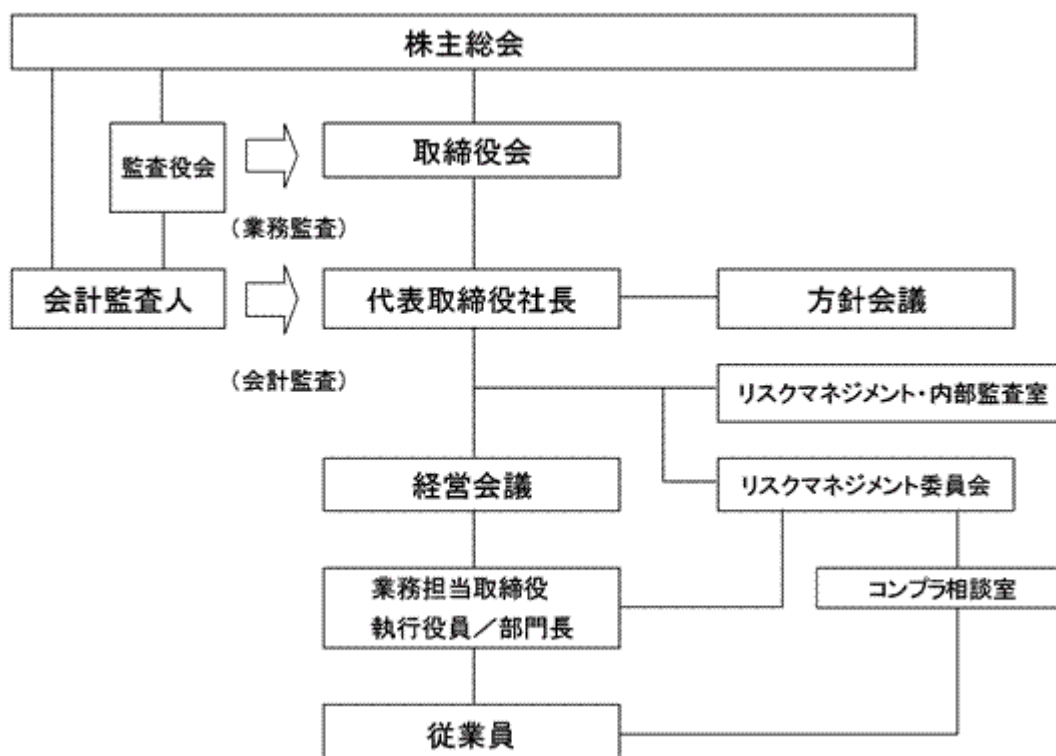 株主総会
監査役会
取締役会
(業務監査)
会計監査人
代表取締役社長
方針会議
(会計監査)
リスクマネジメント・内部監査室
経営会議
リスクマネジメント委員会
業務担当取締役
執行役員／部門長
コンプラ相談室
従業員